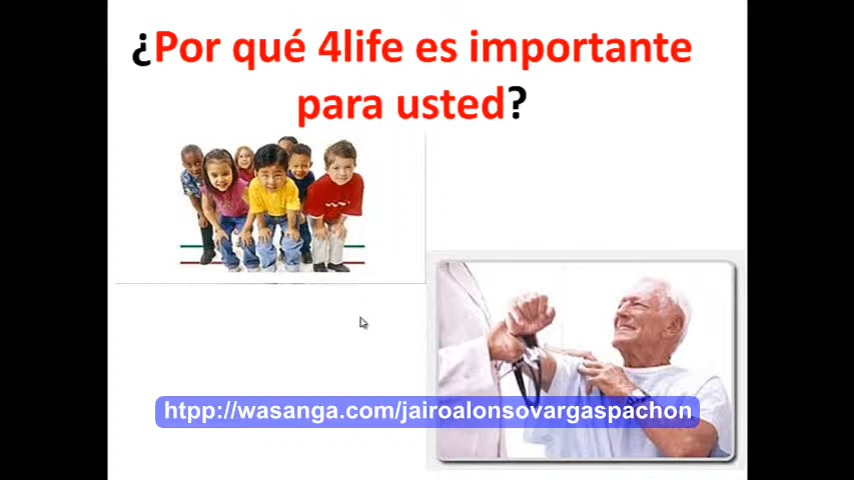 ¿Por qué 4life es importante
para usted?
htpp://wasanga.com/jairoalonsovargaspachon